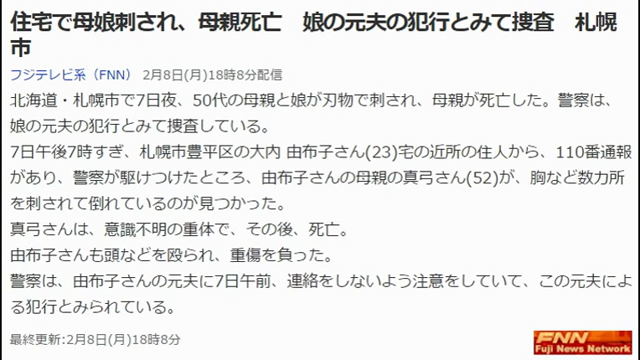 住宅で母娘刺され、母親死亡　娘の元夫の犯行とみて捜査　札幌
市
フジテレビ系（FNN）　2月8日(月)18時8分配信
北海道・札幌市で7日夜、50代の母親と娘が刃物で刺され、母親が死亡した。警察は、
娘の元夫の犯行とみて捜査している。
7日午後7時すぎ、札幌市豊平区の大内 由布子さん(23)宅の近所の住人から、110番通報
があり、警察が駆けつけたところ、由布子さんの母親の真弓さん(52)が、胸など数カ所
を刺されて倒れているのが見つかった。
真弓さんは、意識不明の重体で、その後、死亡。
由布子さんも頭などを殴られ、重傷を負った。
警察は、由布子さんの元夫に7日午前、連絡をしないよう注意をしていて、この元夫によ
る犯行とみられている。
最終更新:2月8日(月)18時8分
FNN
Fuji News Network